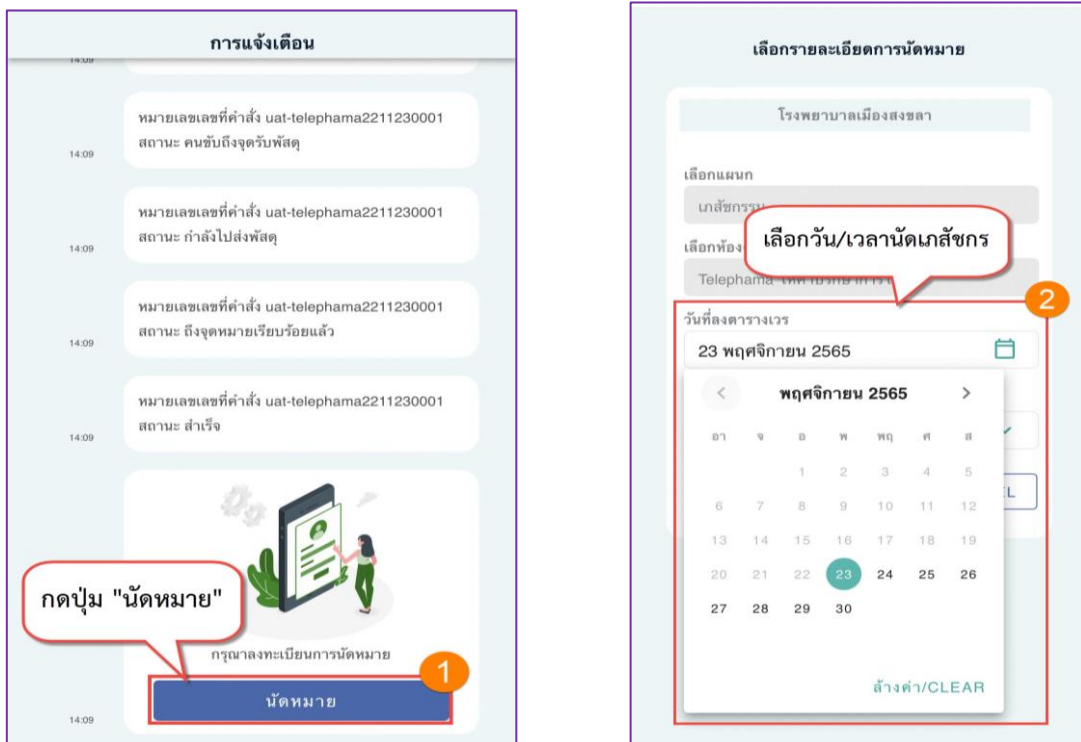 การแจ้งเตือน
14:09
หมายเลขเลขที่คำสั่ง uat-telephama2211230001
สถานะ คนขับถึงจุดรับพัสดุ
14:09
หมายเลขเลขที่คำสั่ง uat-telephama2211230001
สถานะ กำลังไปส่งพัสดุ
14:09
หมายเลขเลขที่คำสั่ง uat-telephama2211230001
สถานะ ถึงจุดหมายเรียบร้อยแล้ว
14:09
หมายเลขเลขที่คำสั่ง uat-telephama2211230001
สถานะ สำเร็จ
14:09
กดปุ่ม "นัดหมาย"
กรุณาลงทะเบียนการนัดหมาย
1
นัดหมาย
14:09
เลือกรายละเอียดการนัดหมาย
โรงพยาบาลเมืองสงขลา
เลือกแผนก
เภสัชกรรม
เลือกวัน/เวลานัดเภสัชกร
Telephama
2
วันที่ลงตารางเวร
23 พฤศจิกายน 2565
พฤศจิกายน 2565
อา จ อ พ พฤ ศ ส
1 2 3 4 5
6 7 8 9 10 11 12
13 14 15 16 17 18 19
20 21 22 23 24 25 26
27 28 29 30
ล้างค่า/CLEAR